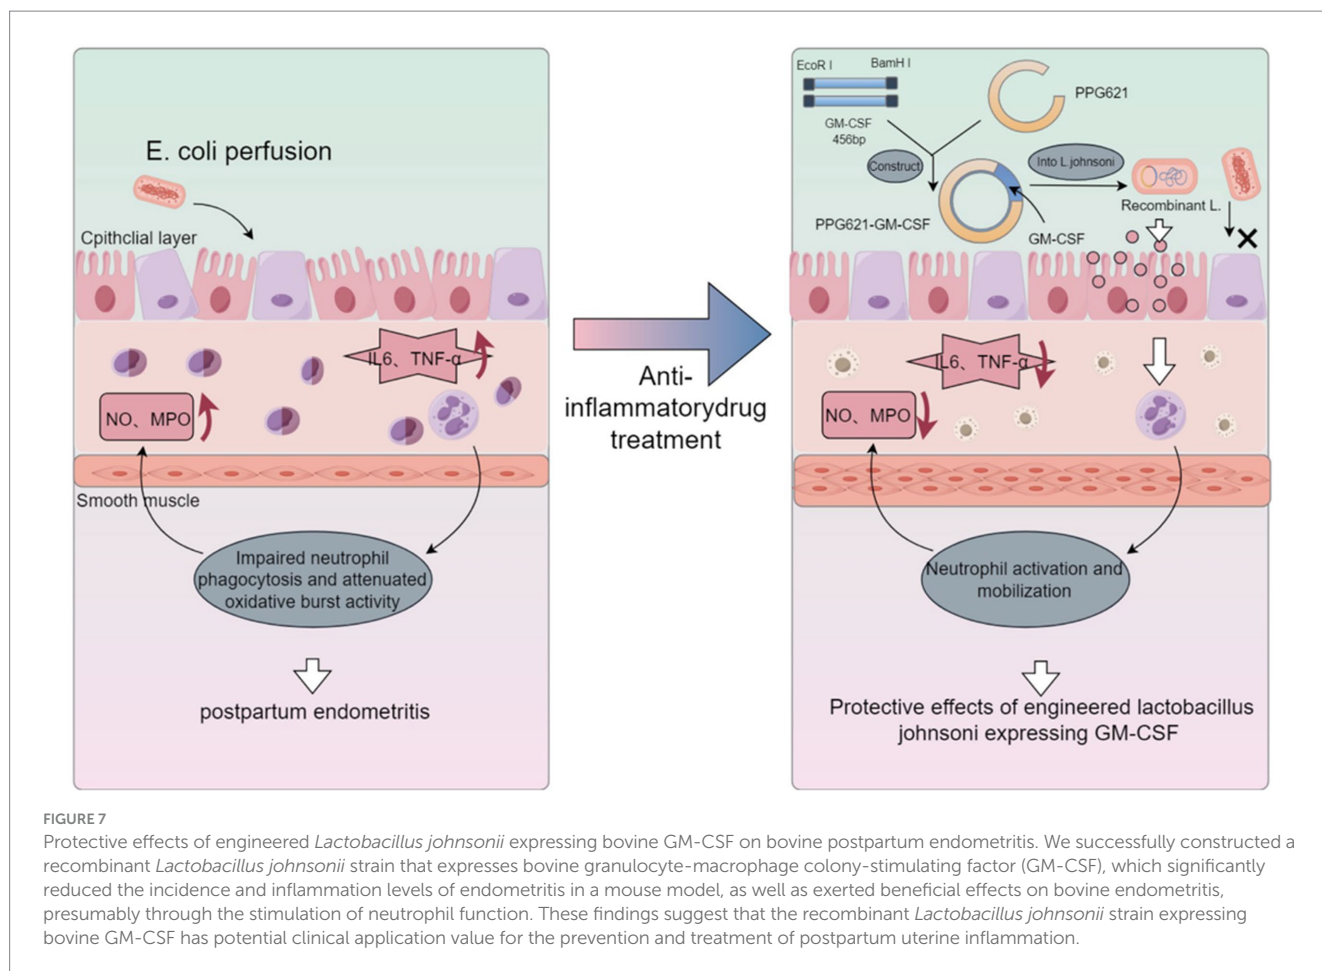 E. coli perfusion
Cpithclial layer
IL6、TNF-α
NO、MPO
Smooth muscle
Impaired neutrophil
phagocytosis and attenuated
oxidative burst activity
postpartum endometritis
Anti-
inflammatorydrug
treatment
EcoR I
BamH I
GM-CSF
456bp
PPG621
Construct
Into L johnsoni
PPG621-GM-CSF
GM-CSF
Recombinant L.
IL6、TNF-α
NO、MPO
Neutrophil activation and
mobilization
Protective effects of engineered lactobacillus
johnsoni expressing GM-CSF
FIGURE 7
Protective effects of engineered Lactobacillus johnsonii expressing bovine GM-CSF on bovine postpartum endometritis. We successfully constructed a
recombinant Lactobacillus johnsonii strain that expresses bovine granulocyte-macrophage colony-stimulating factor (GM-CSF), which significantly
reduced the incidence and inflammation levels of endometritis in a mouse model, as well as exerted beneficial effects on bovine endometritis,
presumably through the stimulation of neutrophil function. These findings suggest that the recombinant Lactobacillus johnsonii strain expressing
bovine GM-CSF has potential clinical application value for the prevention and treatment of postpartum uterine inflammation.